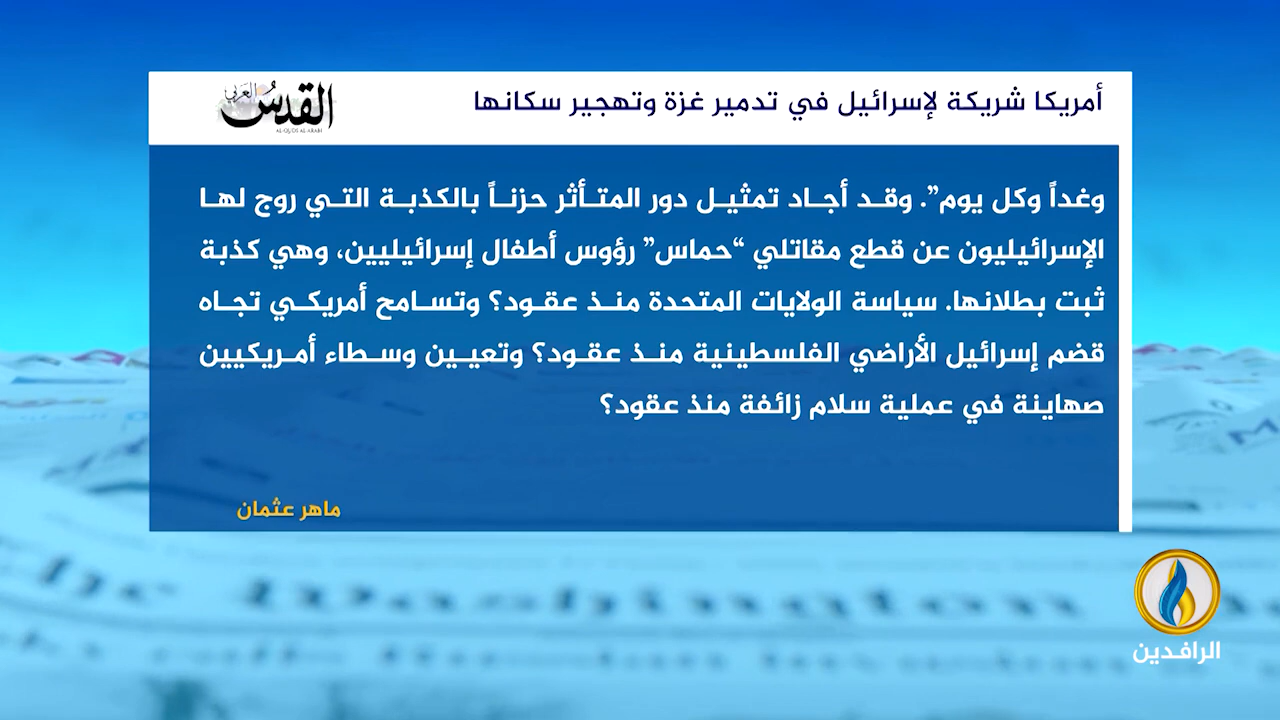 أمريكا شريكة لإسرائيل في تدمير غزة وتهجير سكانها
القدس العربي
AL-QUDS AL-ARABI
وغداً وكل يوم”. وقد أجاد تمثيل دور المتأثر حزناً بالكذبة التي روج لها
الإسرائيليون عن قطع مقاتلي “حماس” رؤوس أطفال إسرائيليين، وهي كذبة
ثبت بطلانها. سياسة الولايات المتحدة منذ عقود؟ وتسامح أمريكي تجاه
قضم إسرائيل الأراضي الفلسطينية منذ عقود؟ وتعيين وسطاء أمريكيين
صهاينة في عملية سلام زائفة منذ عقود؟
ماهر عثمان
الرافدين